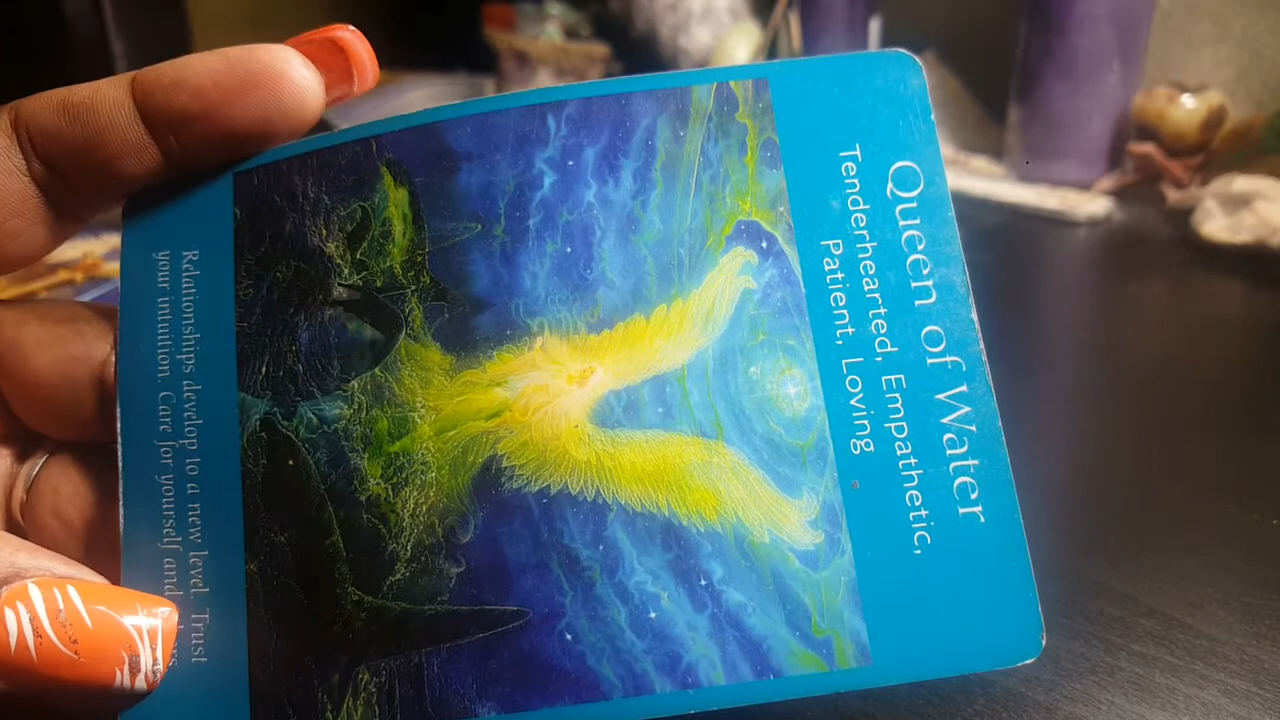 Queen of Water
Tenderhearted, Empathetic,
Patient, Loving
Relationships develop to a new level. Trust
your intuition. Care for yourself and